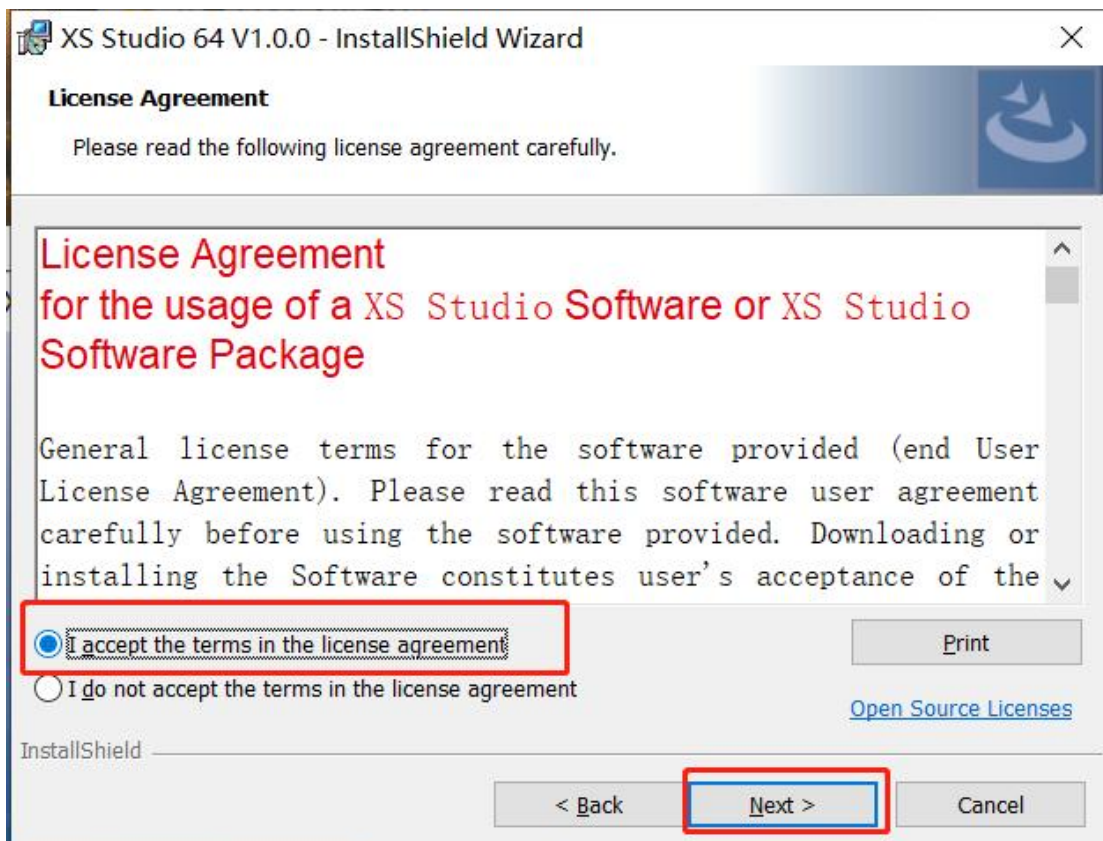 XS Studio 64 V1.0.0 - InstallShield Wizard
License Agreement
Please read the following license agreement carefully.
License Agreement
for the usage of a XS Studio Software or XS Studio
Software Package
General license terms for the software provided (end User
License Agreement). Please read this software user agreement
carefully before using the software provided. Downloading or
installing the Software constitutes user's acceptance of the
I accept the terms in the license agreement
Print
I do not accept the terms in the license agreement
Open Source Licenses
InstallShield
< Back
Next >
Cancel